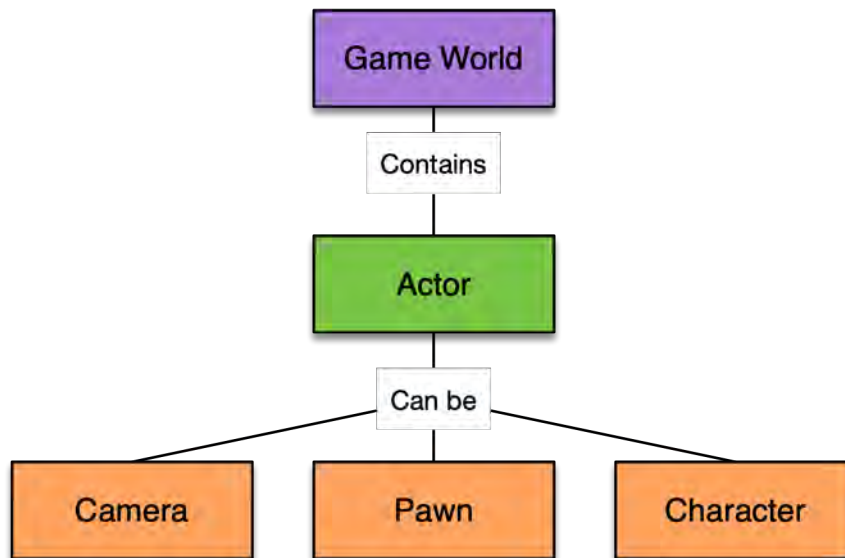 Game World
Contains
Actor
Can be
Camera
Pawn
Character